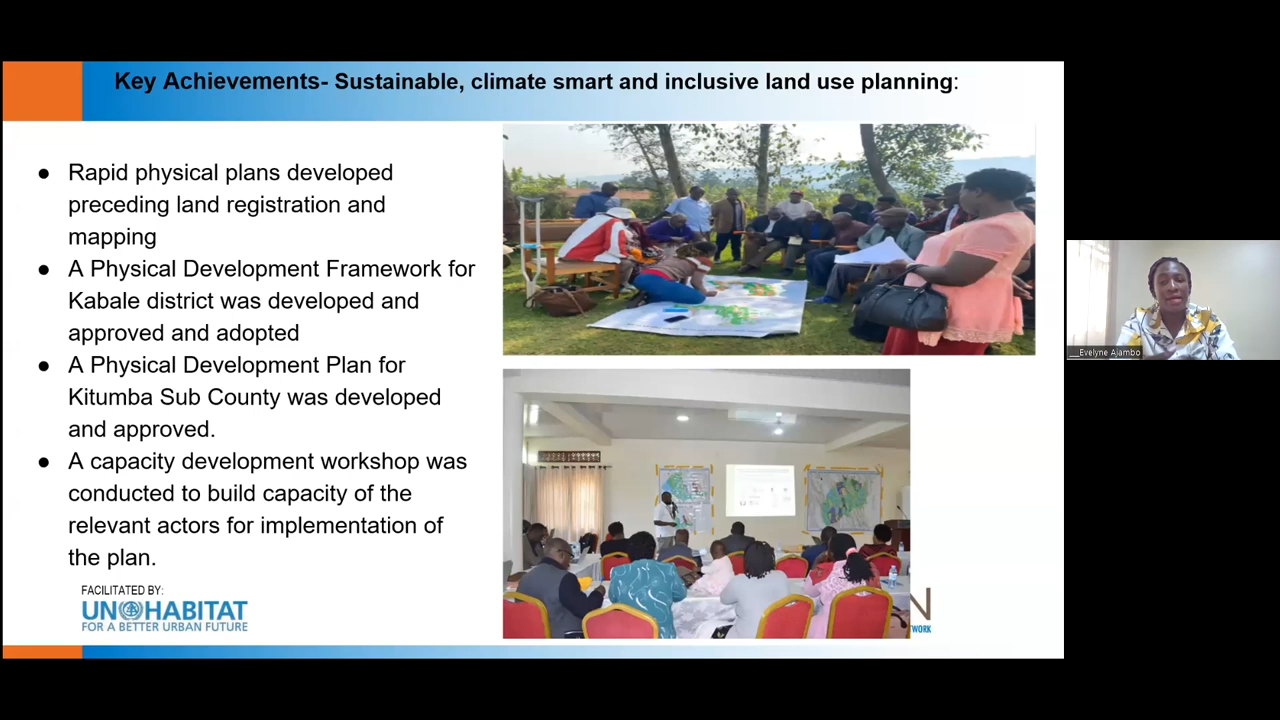 Key Achievements- Sustainable, climate smart and inclusive land use planning:
● Rapid physical plans developed
preceding land registration and
mapping
● A Physical Development Framework for
Kabale district was developed and
approved and adopted
● A Physical Development Plan for
Kitumba Sub County was developed
and approved.
● A capacity development workshop was
conducted to build capacity of the
relevant actors for implementation of
the plan.
FACILITATED BY:
UN HABITAT
FOR A BETTER URBAN FUTURE
N
TWORK
__Evelyne Ajambo